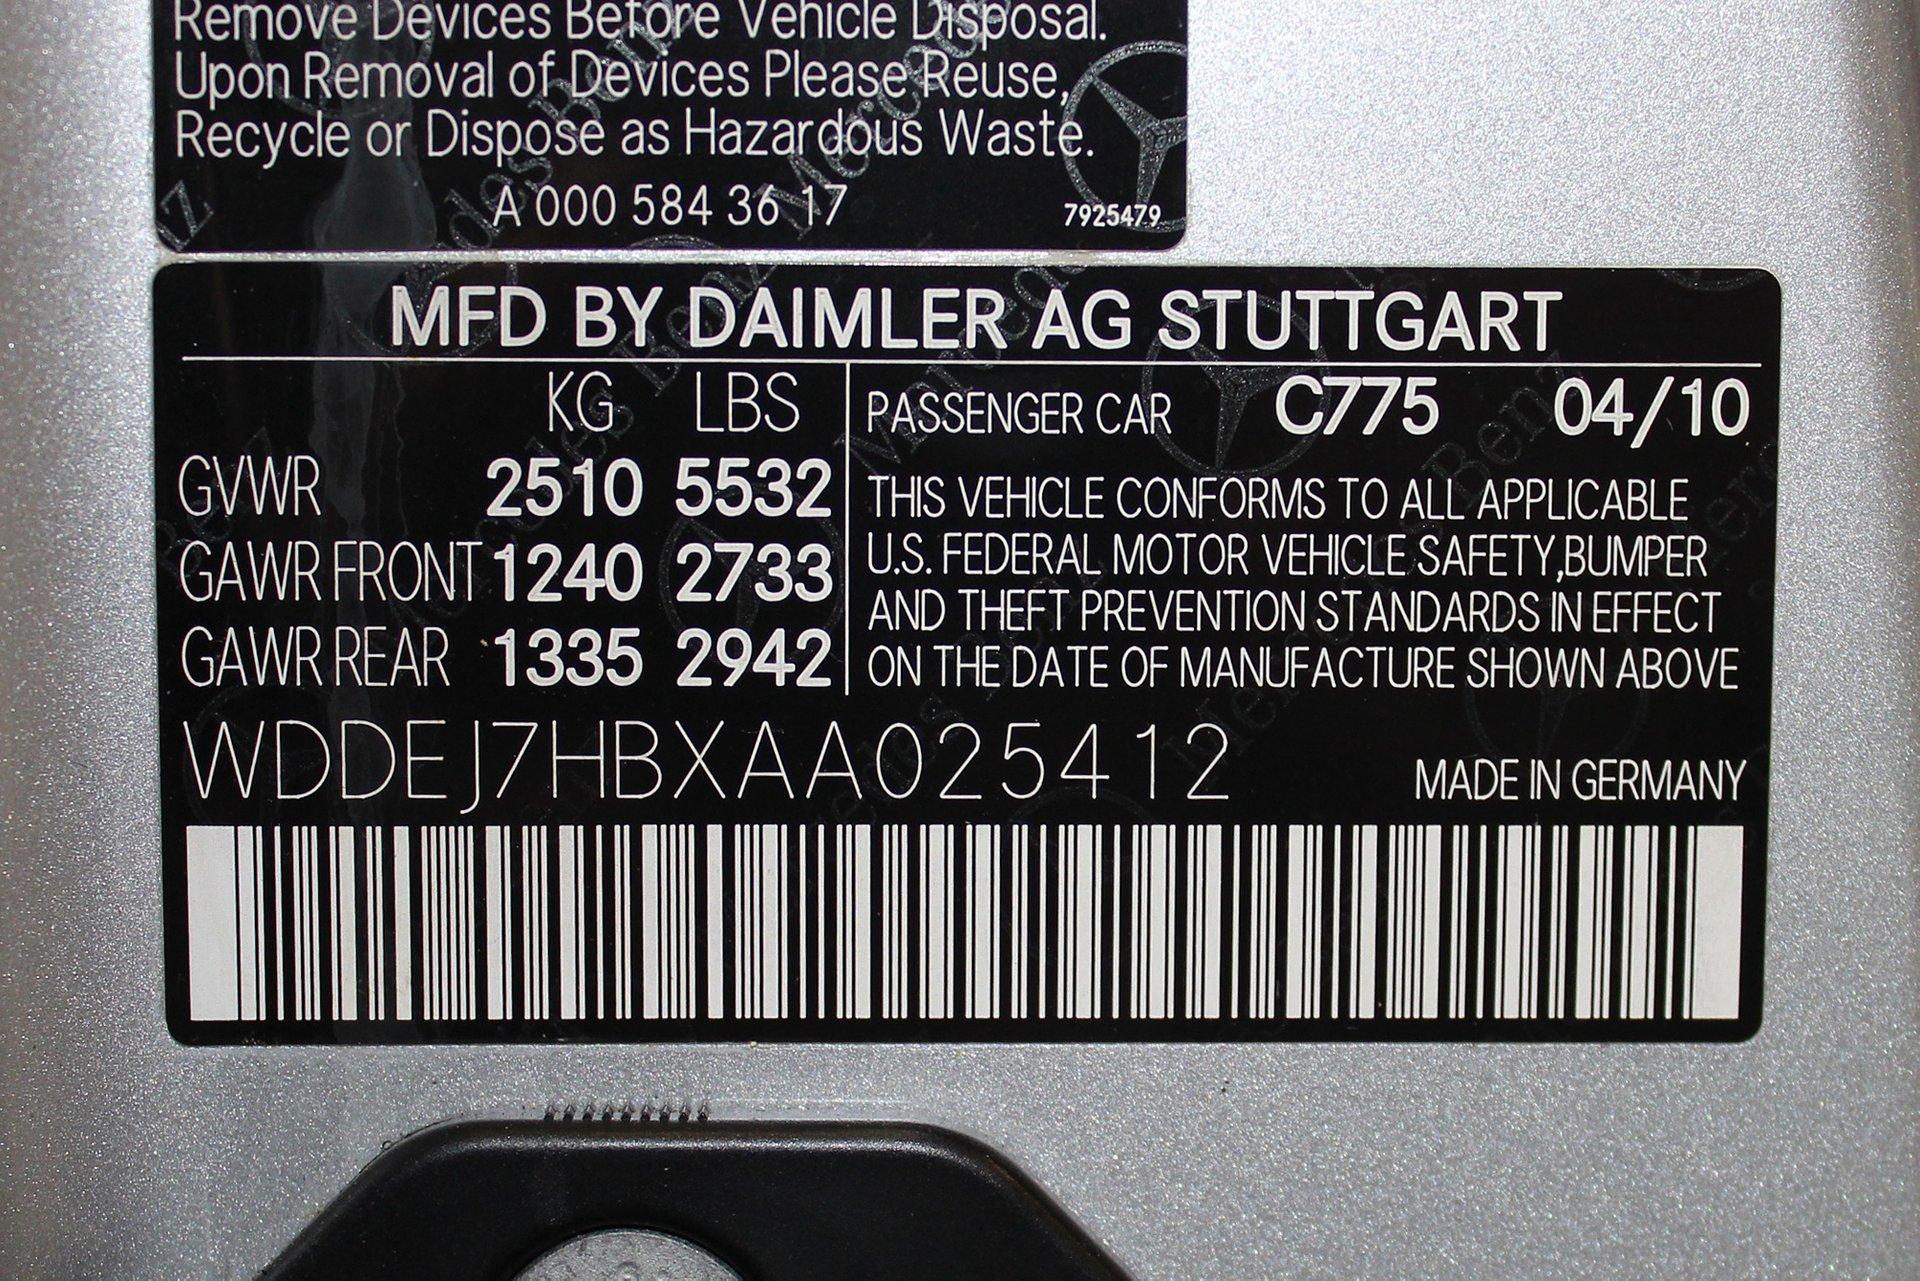 Remove Devices Before Vehicle Disposal.
Upon Removal of Devices Please Reuse,
Recycle or Dispose as Hazardous Waste.
A 000 584 36 17
7925479
MFD BY DAIMLER AG STUTTGART
KG LBS
GVWR 2510 5532
GAWR FRONT 1240 2733
GAWR REAR 1335 2942
PASSENGER CAR C775 04/10
THIS VEHICLE CONFORMS TO ALL APPLICABLE
U.S. FEDERAL MOTOR VEHICLE SAFETY,BUMPER
AND THEFT PREVENTION STANDARDS IN EFFECT
ON THE DATE OF MANUFACTURE SHOWN ABOVE
WDDEJ7HBXAA025412
MADE IN GERMANY